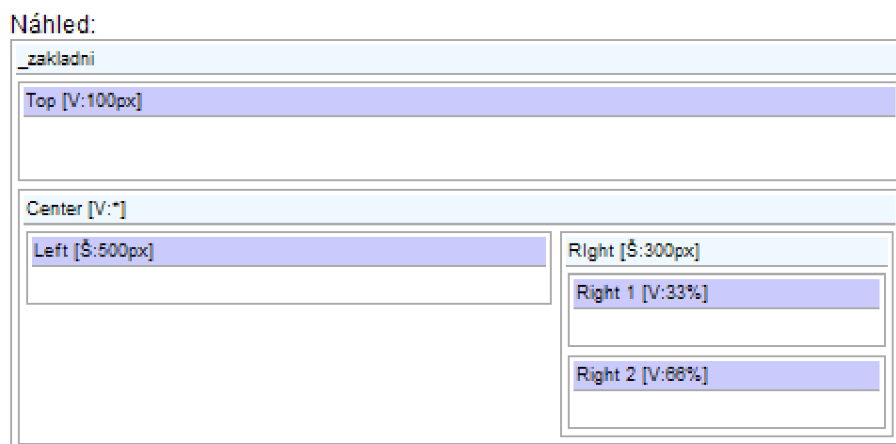 Náhled:
_zakladni
Top [V:100px]
Center [V:*]
Left [Š:500px]
RIght [Š:300px]
Right 1 [V:33%]
Right 2 [V:66%]